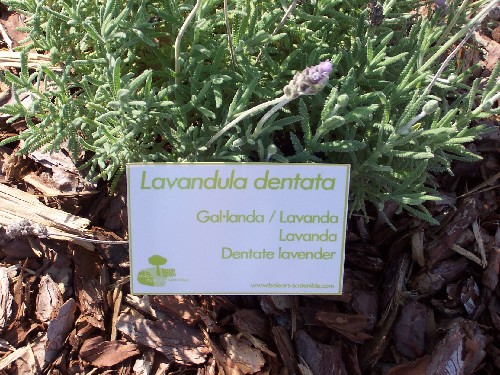 Lavandula dentata
Gal·landa / Lavanda
Lavanda
Dentate lavender